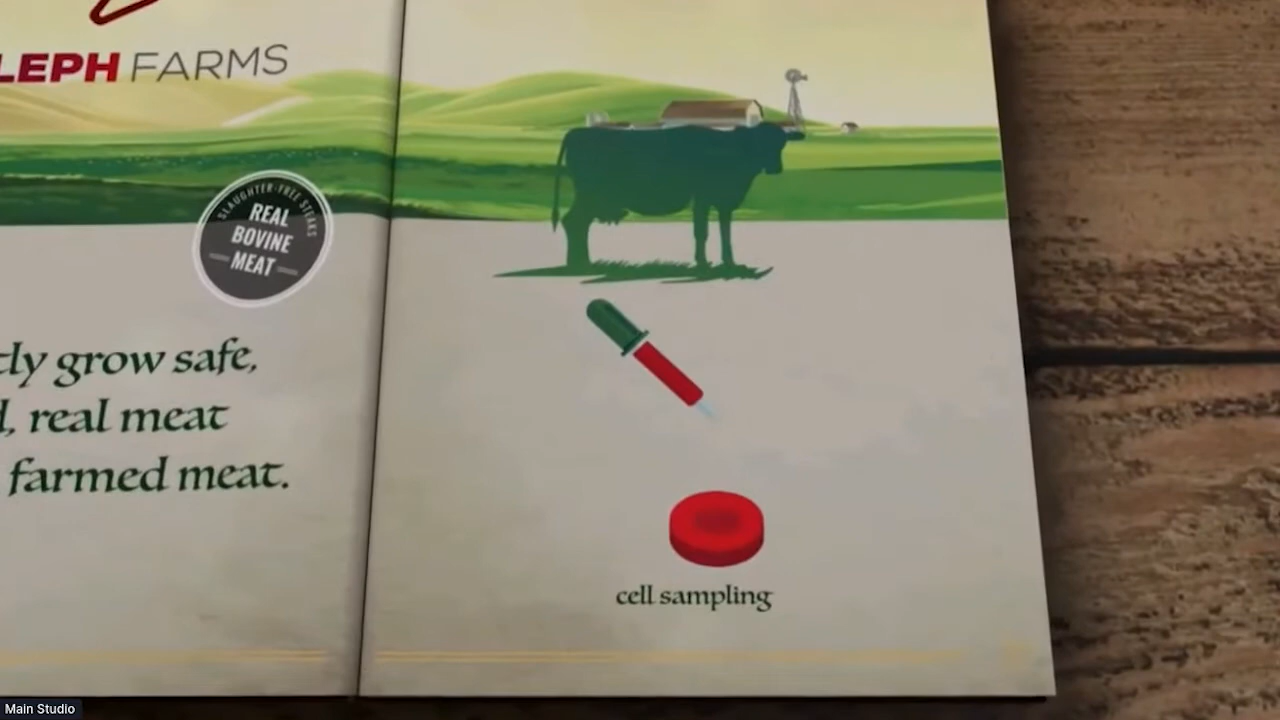 LEPH FARMS
SLAUGHTER-FREE STEAKS
REAL
BOVINE
MEAT
tly grow safe,
d, real meat
farmed meat.
cell sampling
Main Studio